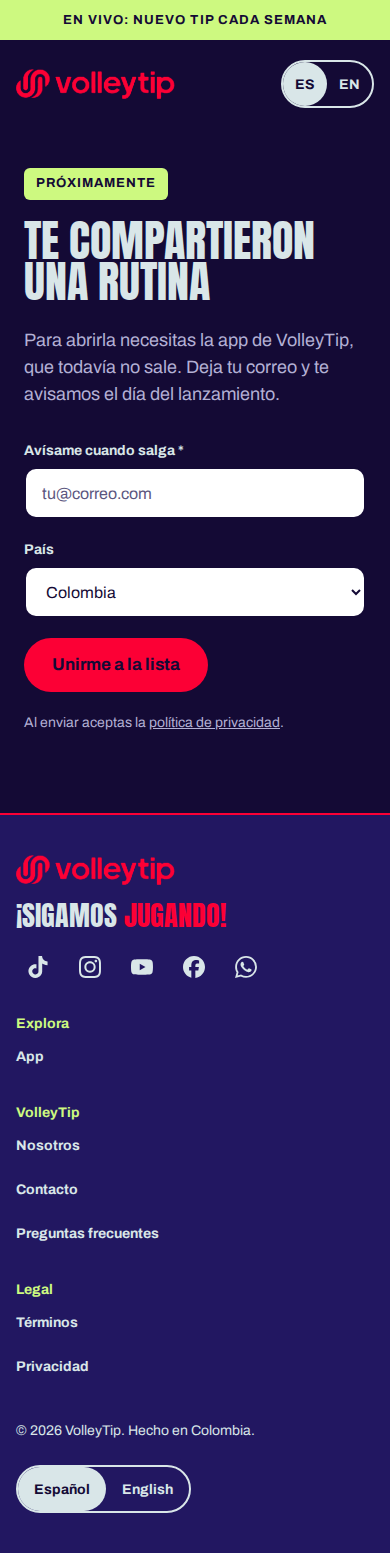 EN VIVO: NUEVO TIP CADA SEMANA
volleytip
ES EN
PRÓXIMAMENTE
TE COMPARTIERON
UNA RUTINA
Para abrirla necesitas la app de VolleyTip,
que todavía no sale. Deja tu correo y te
avisamos el día del lanzamiento.
Avísame cuando salga *
tu@correo.com
País
Colombia
Unirme a la lista
Al enviar aceptas la política de privacidad.
volleytip
¡SIGAMOS JUGANDO!
Explora
App
VolleyTip
Nosotros
Contacto
Preguntas frecuentes
Legal
Términos
Privacidad
© 2026 VolleyTip. Hecho en Colombia.
Español English